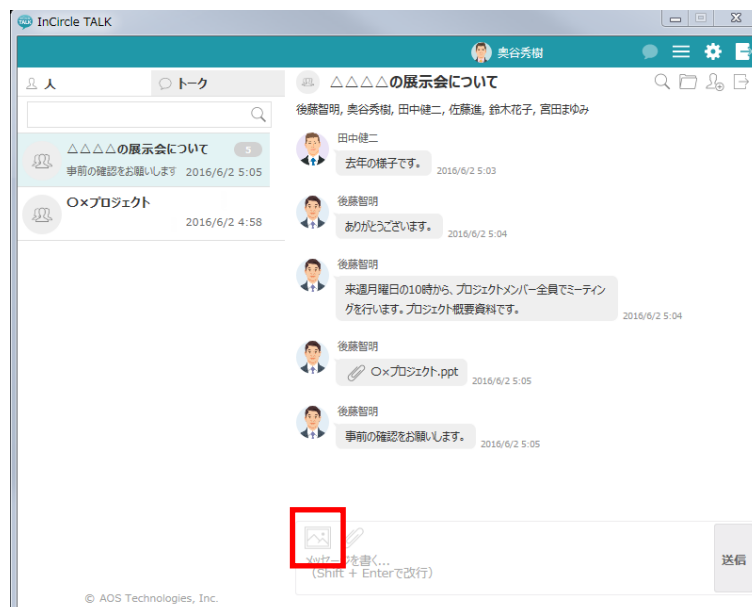 InCircle TALK
奥谷秀樹
人
トーク
△△△△の展示会について
5
事前の確認をお願いします 2016/6/2 5:05
○×プロジェクト
2016/6/2 4:58
© AOS Technologies, Inc.
△△△△の展示会について
後藤智明, 奥谷秀樹, 田中健二, 佐藤進, 鈴木花子, 宮田まゆみ
田中健二
去年の様子です。
2016/6/2 5:03
後藤智明
ありがとうございます。
2016/6/2 5:04
後藤智明
来週月曜日の10時から、プロジェクトメンバー全員でミーティン
グを行います。プロジェクト概要資料です。
2016/6/2 5:04
後藤智明
○×プロジェクト.ppt
2016/6/2 5:05
後藤智明
事前の確認をお願いします。
2016/6/2 5:05
メッセージを書く...
(Shift + Enterで改行)
送信